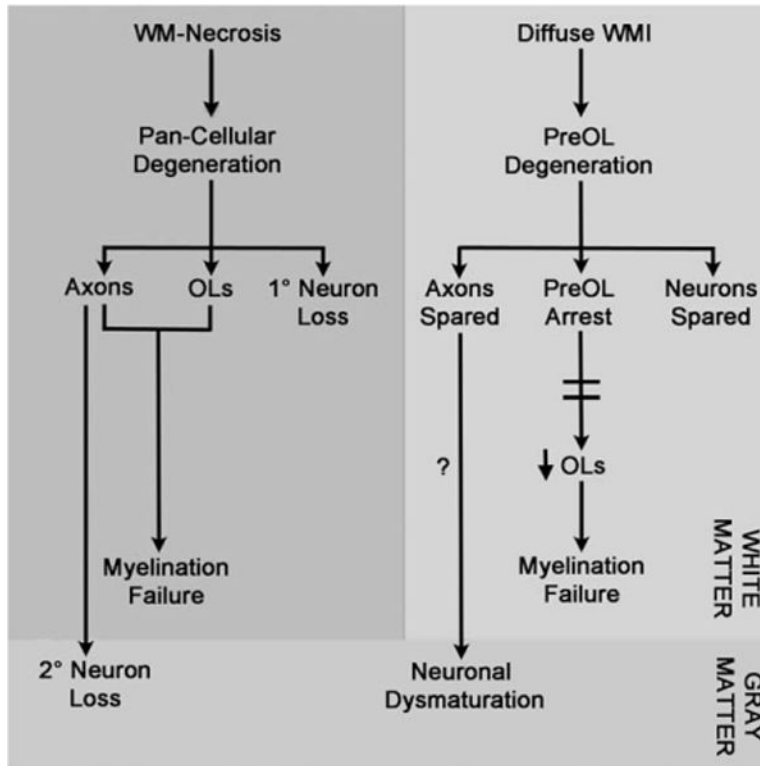 WM-Necrosis
Pan-Cellular
Degeneration
Axons
OLs
1° Neuron
Loss
Myelination
Failure
2° Neuron
Loss
Diffuse WMI
PreOL
Degeneration
Axons
Spared
PreOL
Arrest
Neurons
Spared
?
OLs
Myelination
Failure
Neuronal
Dysmaturation
WHITE
MATTER
GRAY
MATTER